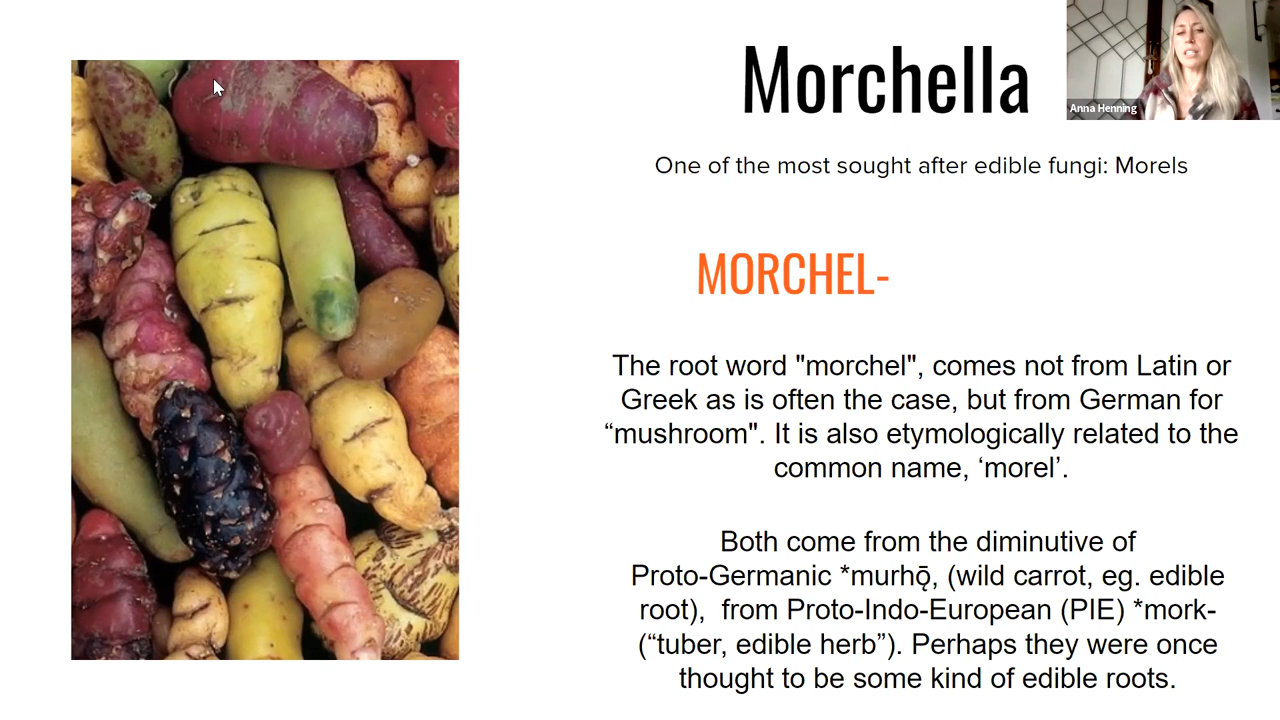 Morchella
Anna Henning
One of the most sought after edible fungi: Morels
MORCHEL-
The root word "morchel", comes not from Latin or
Greek as is often the case, but from German for
“mushroom". It is also etymologically related to the
common name, ‘morel’.
Both come from the diminutive of
Proto-Germanic *murhǭ, (wild carrot, eg. edible
root),  from Proto-Indo-European (PIE) *mork-
(“tuber, edible herb”). Perhaps they were once
thought to be some kind of edible roots.